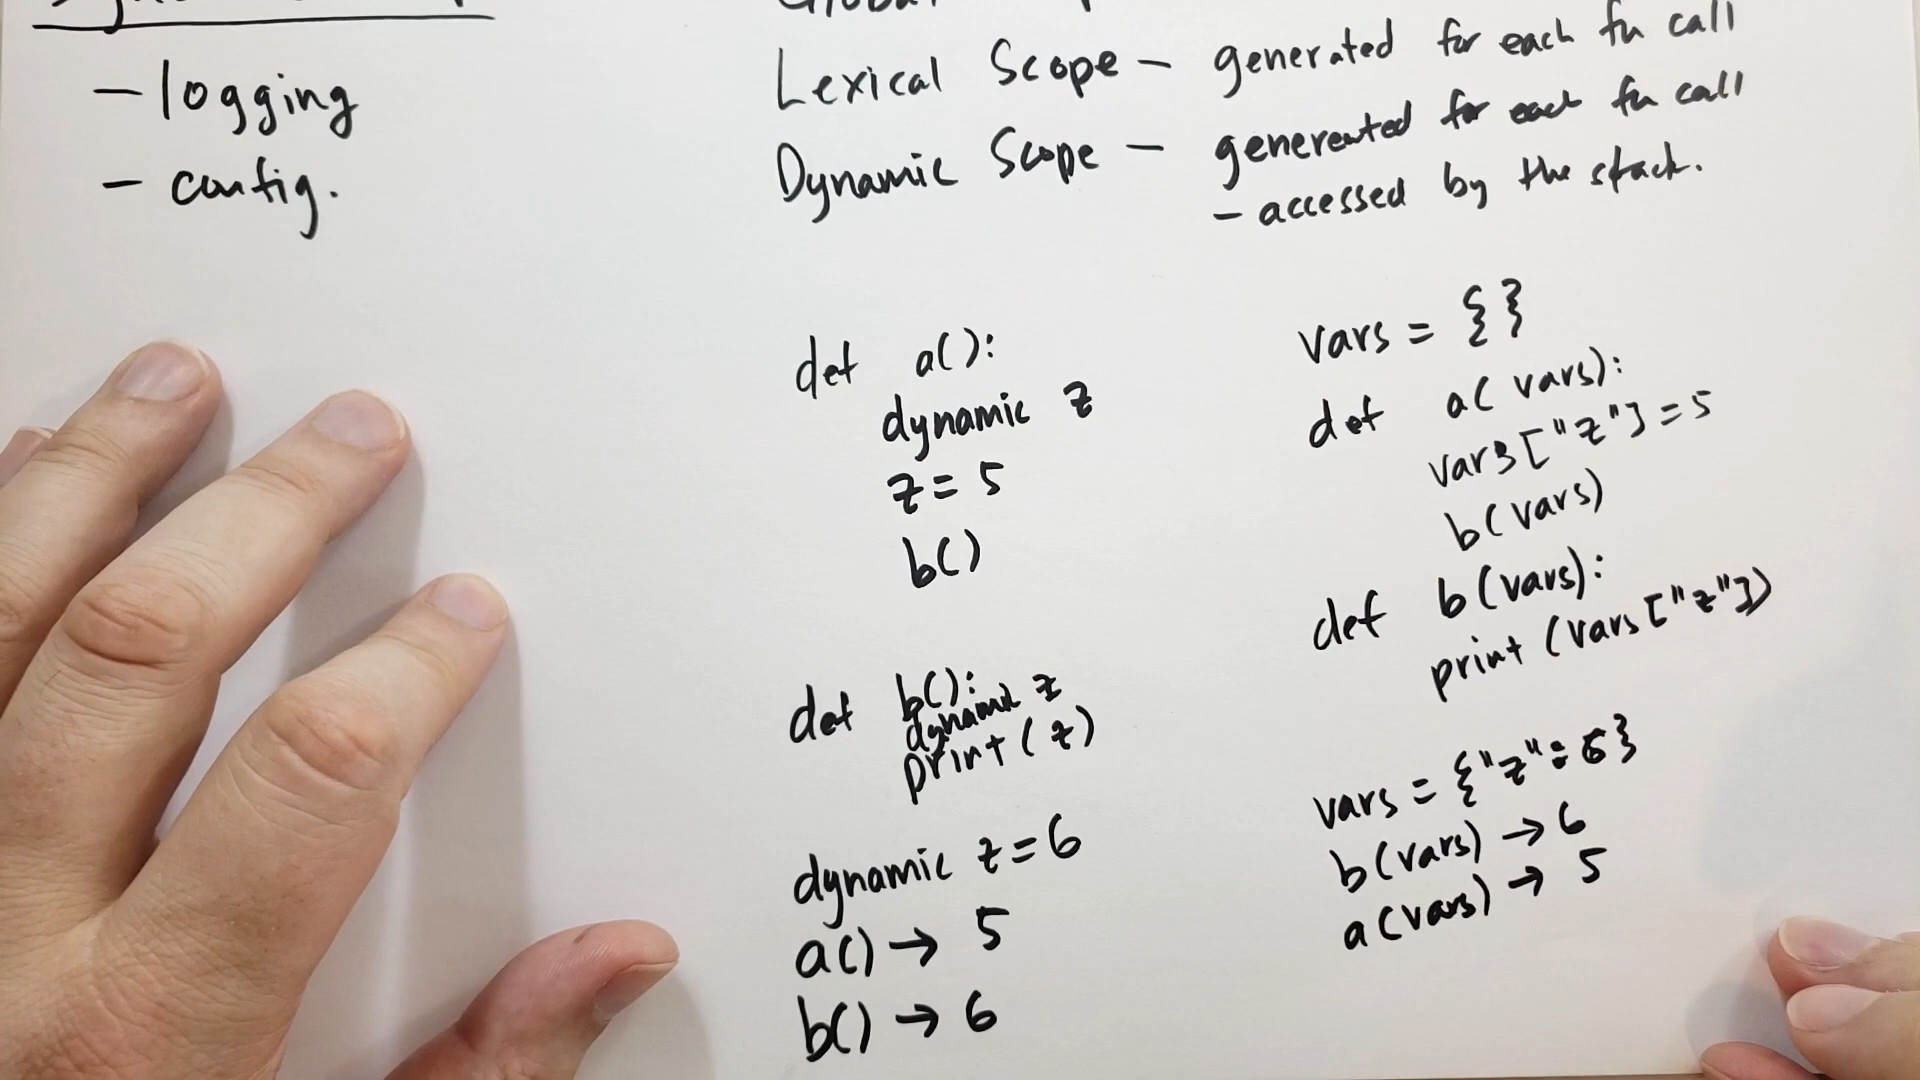 - logging
- config.
Lexical Scope - generated for each fn call
Dynamic Scope - genereated for each fn call
- accessed by the stack.
def a():
dynamic z
z = 5
b()
def b():
dynamic z
print(z)
dynamic z = 6
a() → 5
b() → 6
vars = {}
def a(vars):
vars["z"] = 5
b(vars)
def b(vars):
print(vars["z"])
vars = {"z": 6}
b(vars) → 6
a(vars) → 5